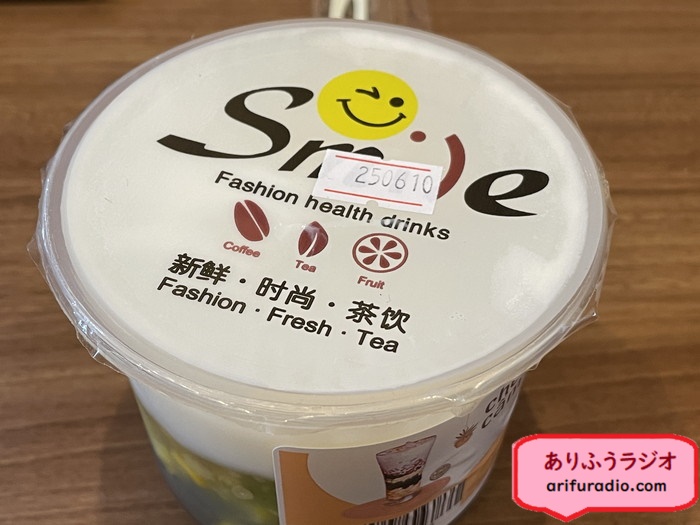 Smile
250610
Fashion health drinks
Coffee
Tea
Fruit
新鲜·时尚·茶饮
Fashion · Fresh · Tea
ありふうラジオ
arifuradio.com